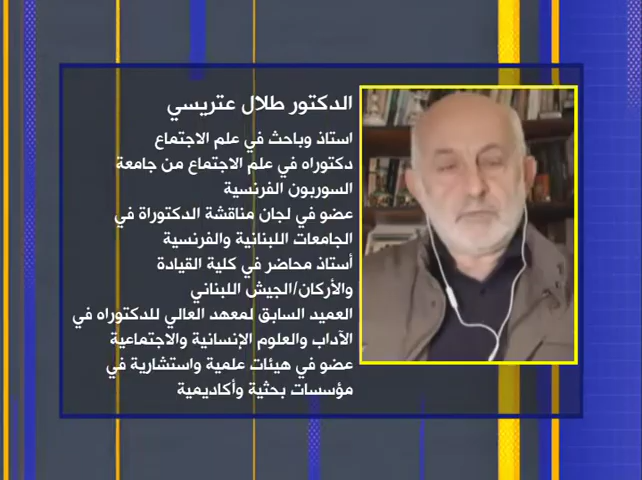 الدكتور طلال عتريسي
استاذ وباحث في علم الاجتماع
دكتوراه في علم الاجتماع من جامعة
السوربون الفرنسية
عضو في لجان مناقشة الدكتوراة في
الجامعات اللبنانية والفرنسية
أستاذ محاضر في كلية القيادة
والأركان/الجيش اللبناني
العميد السابق لمعهد العالي للدكتوراه في
الآداب والعلوم الإنسانية والاجتماعية
عضو في هيئات علمية واستشارية في
مؤسسات بحثية وأكاديمية